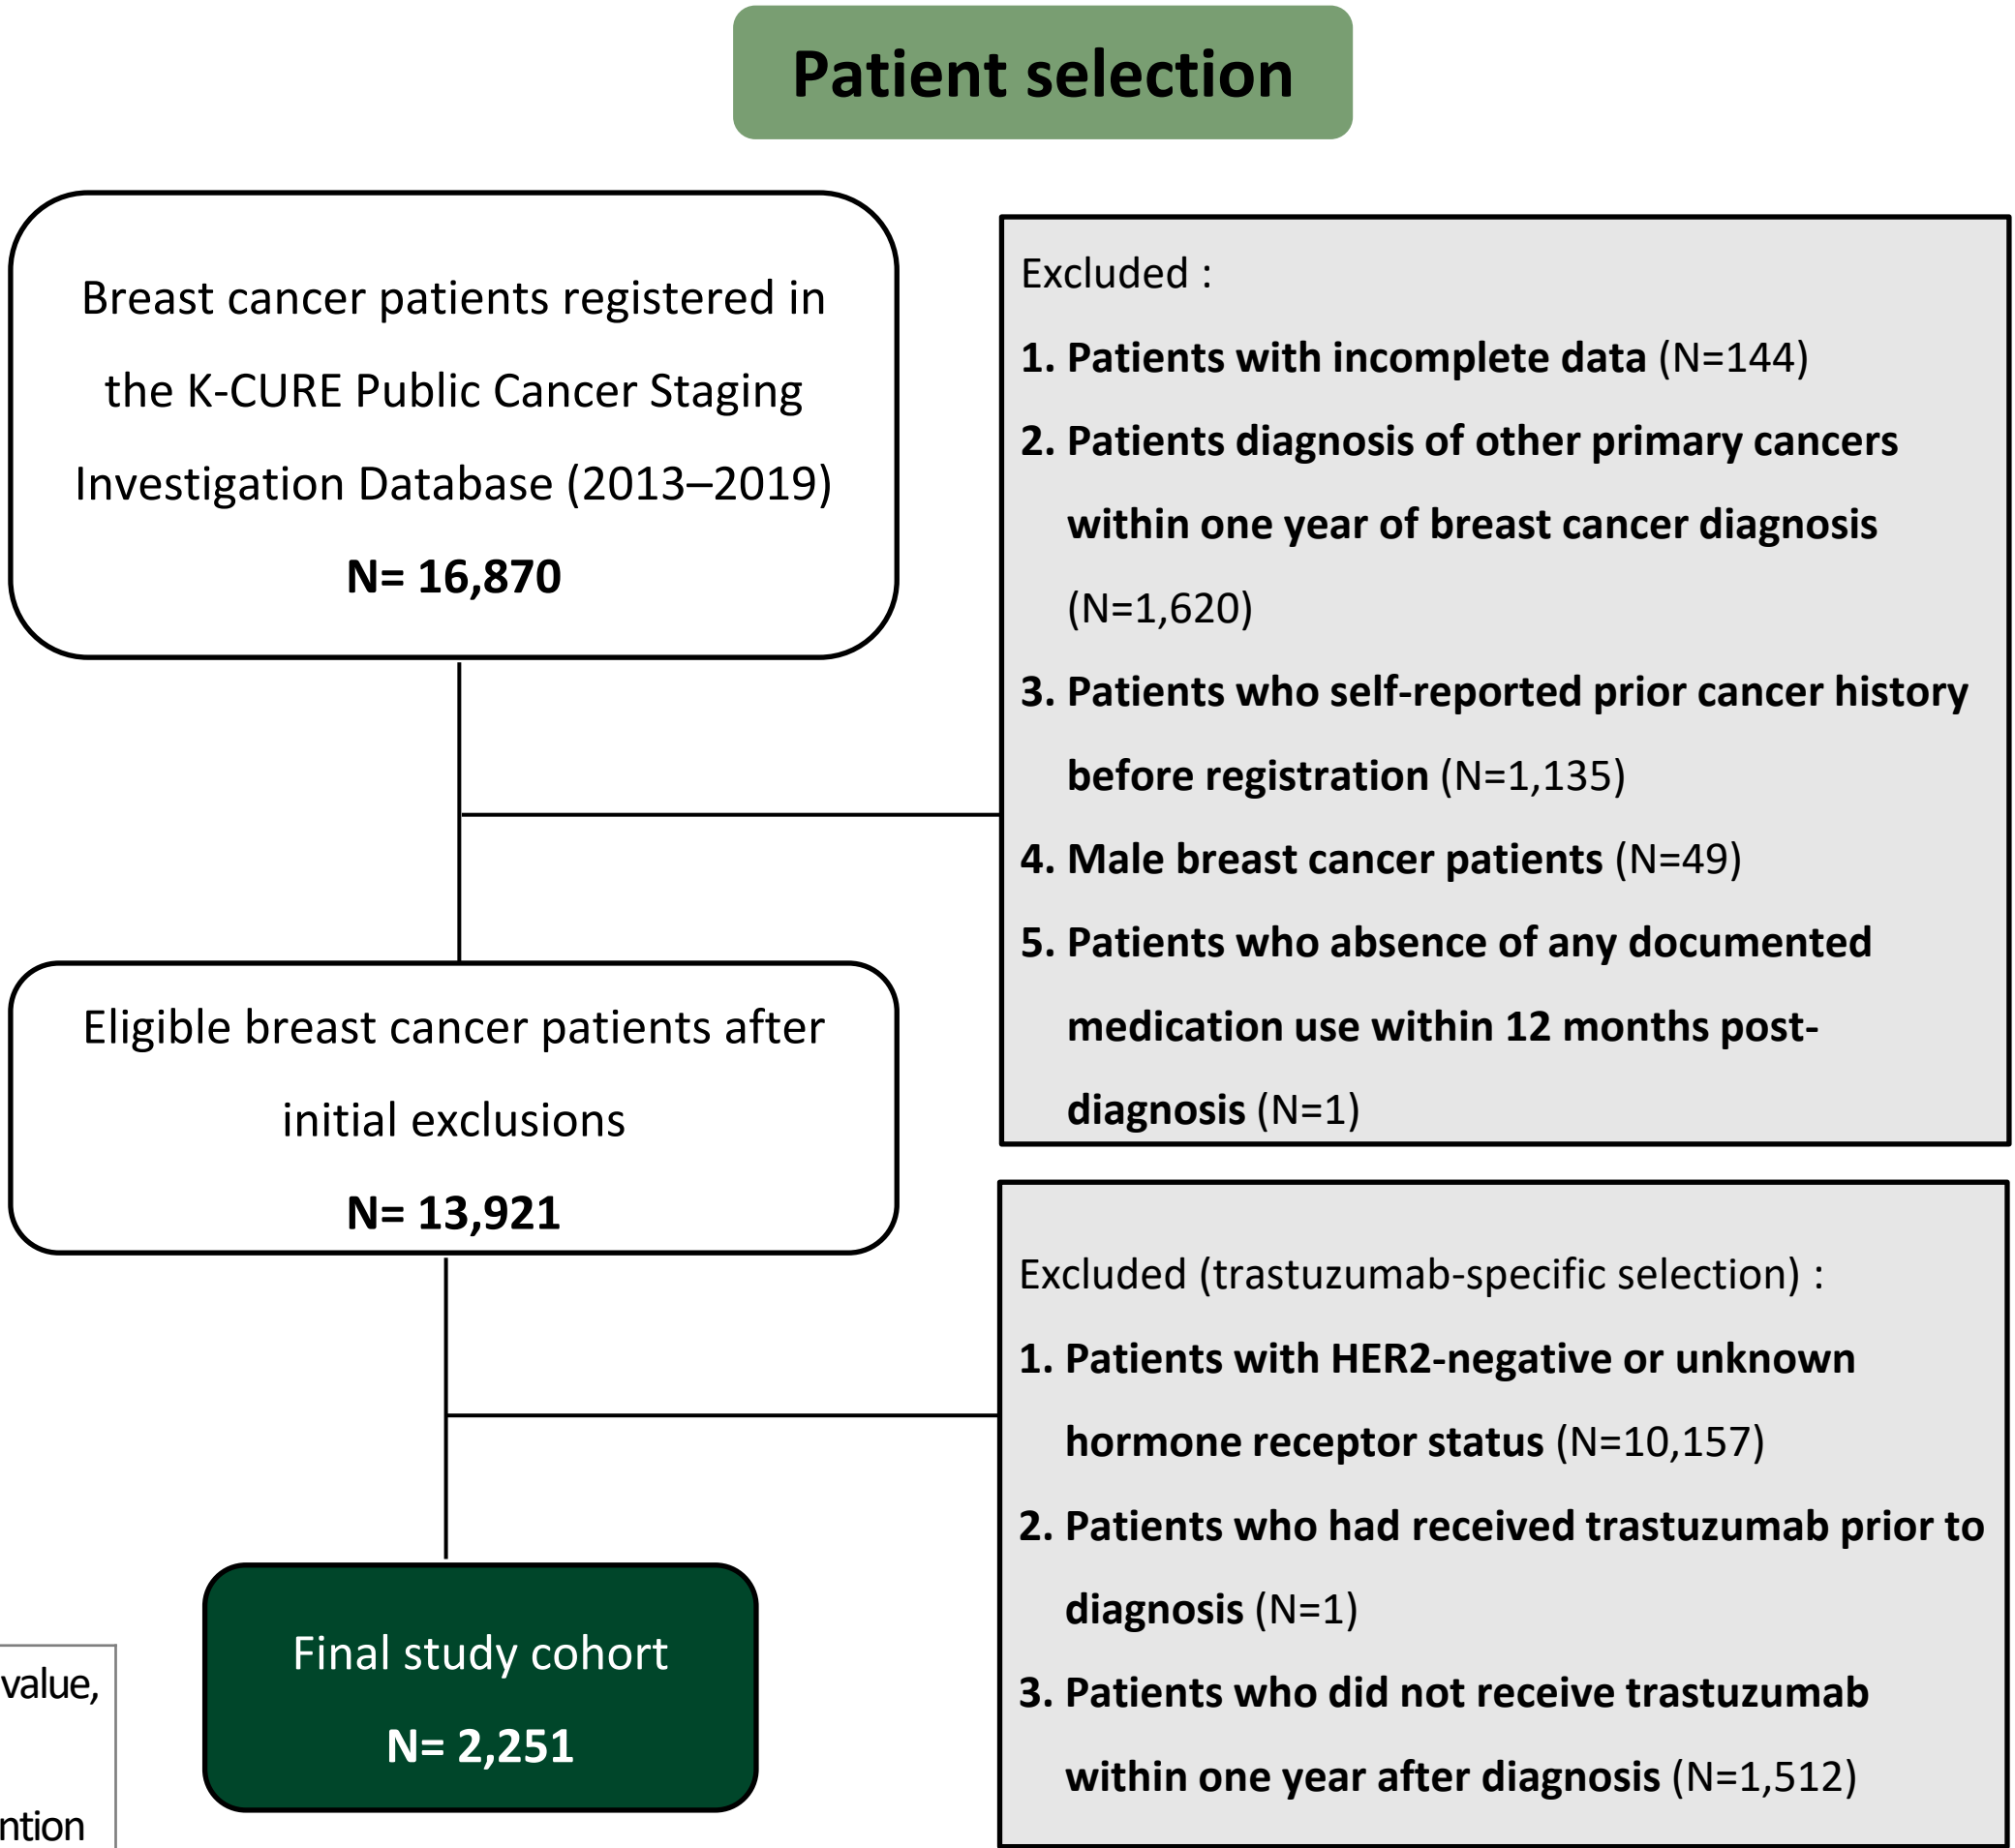 Patient selection
Breast cancer patients registered in
the K-CURE Public Cancer Staging
Investigation Database (2013–2019)
N= 16,870
Excluded :
1. Patients with incomplete data (N=144)
2. Patients diagnosis of other primary cancers
within one year of breast cancer diagnosis
(N=1,620)
3. Patients who self-reported prior cancer history
before registration (N=1,135)
4. Male breast cancer patients (N=49)
5. Patients who absence of any documented
medication use within 12 months post-
diagnosis (N=1)
Eligible breast cancer patients after
initial exclusions
N= 13,921
Excluded (trastuzumab-specific selection) :
1. Patients with HER2-negative or unknown
hormone receptor status (N=10,157)
2. Patients who had received trastuzumab prior to
diagnosis (N=1)
3. Patients who did not receive trastuzumab
within one year after diagnosis (N=1,512)
Final study cohort
N= 2,251
value,
ntion